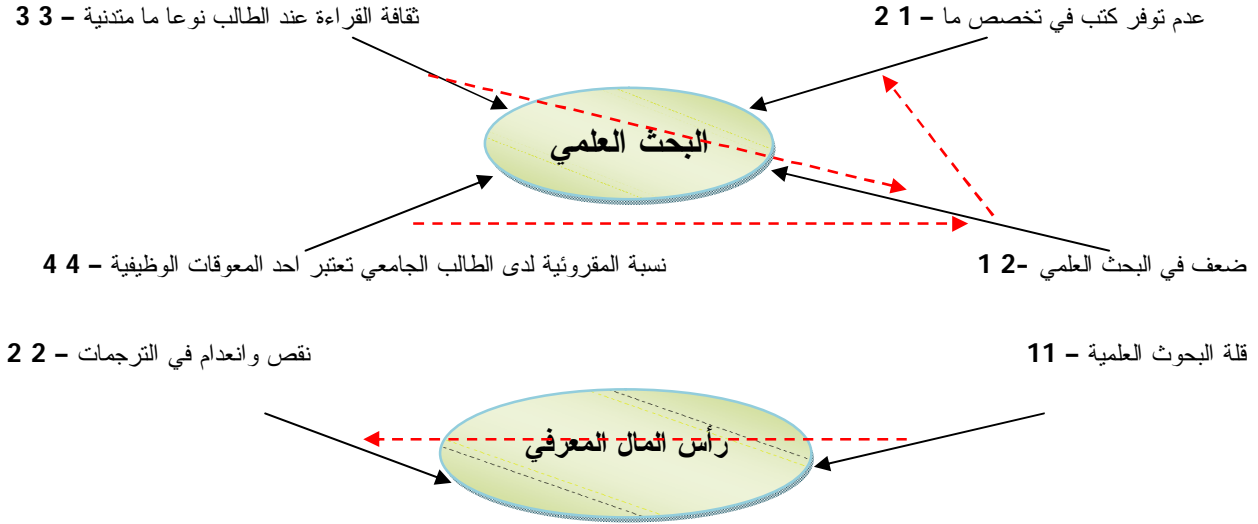 عدم توفر كتب في تخصص ما – 1 2
ثقافة القراءة عند الطالب نوعا ما متدنية – 3 3
البحث العلمي
ضعف في البحث العلمي -2 1
نسبة المقروئية لدى الطالب الجامعي تعتبر احد المعوقات الوظيفية – 4 4
قلة البحوث العلمية – 11
نقص وانعدام في الترجمات – 2 2
رأس المال المعرفي